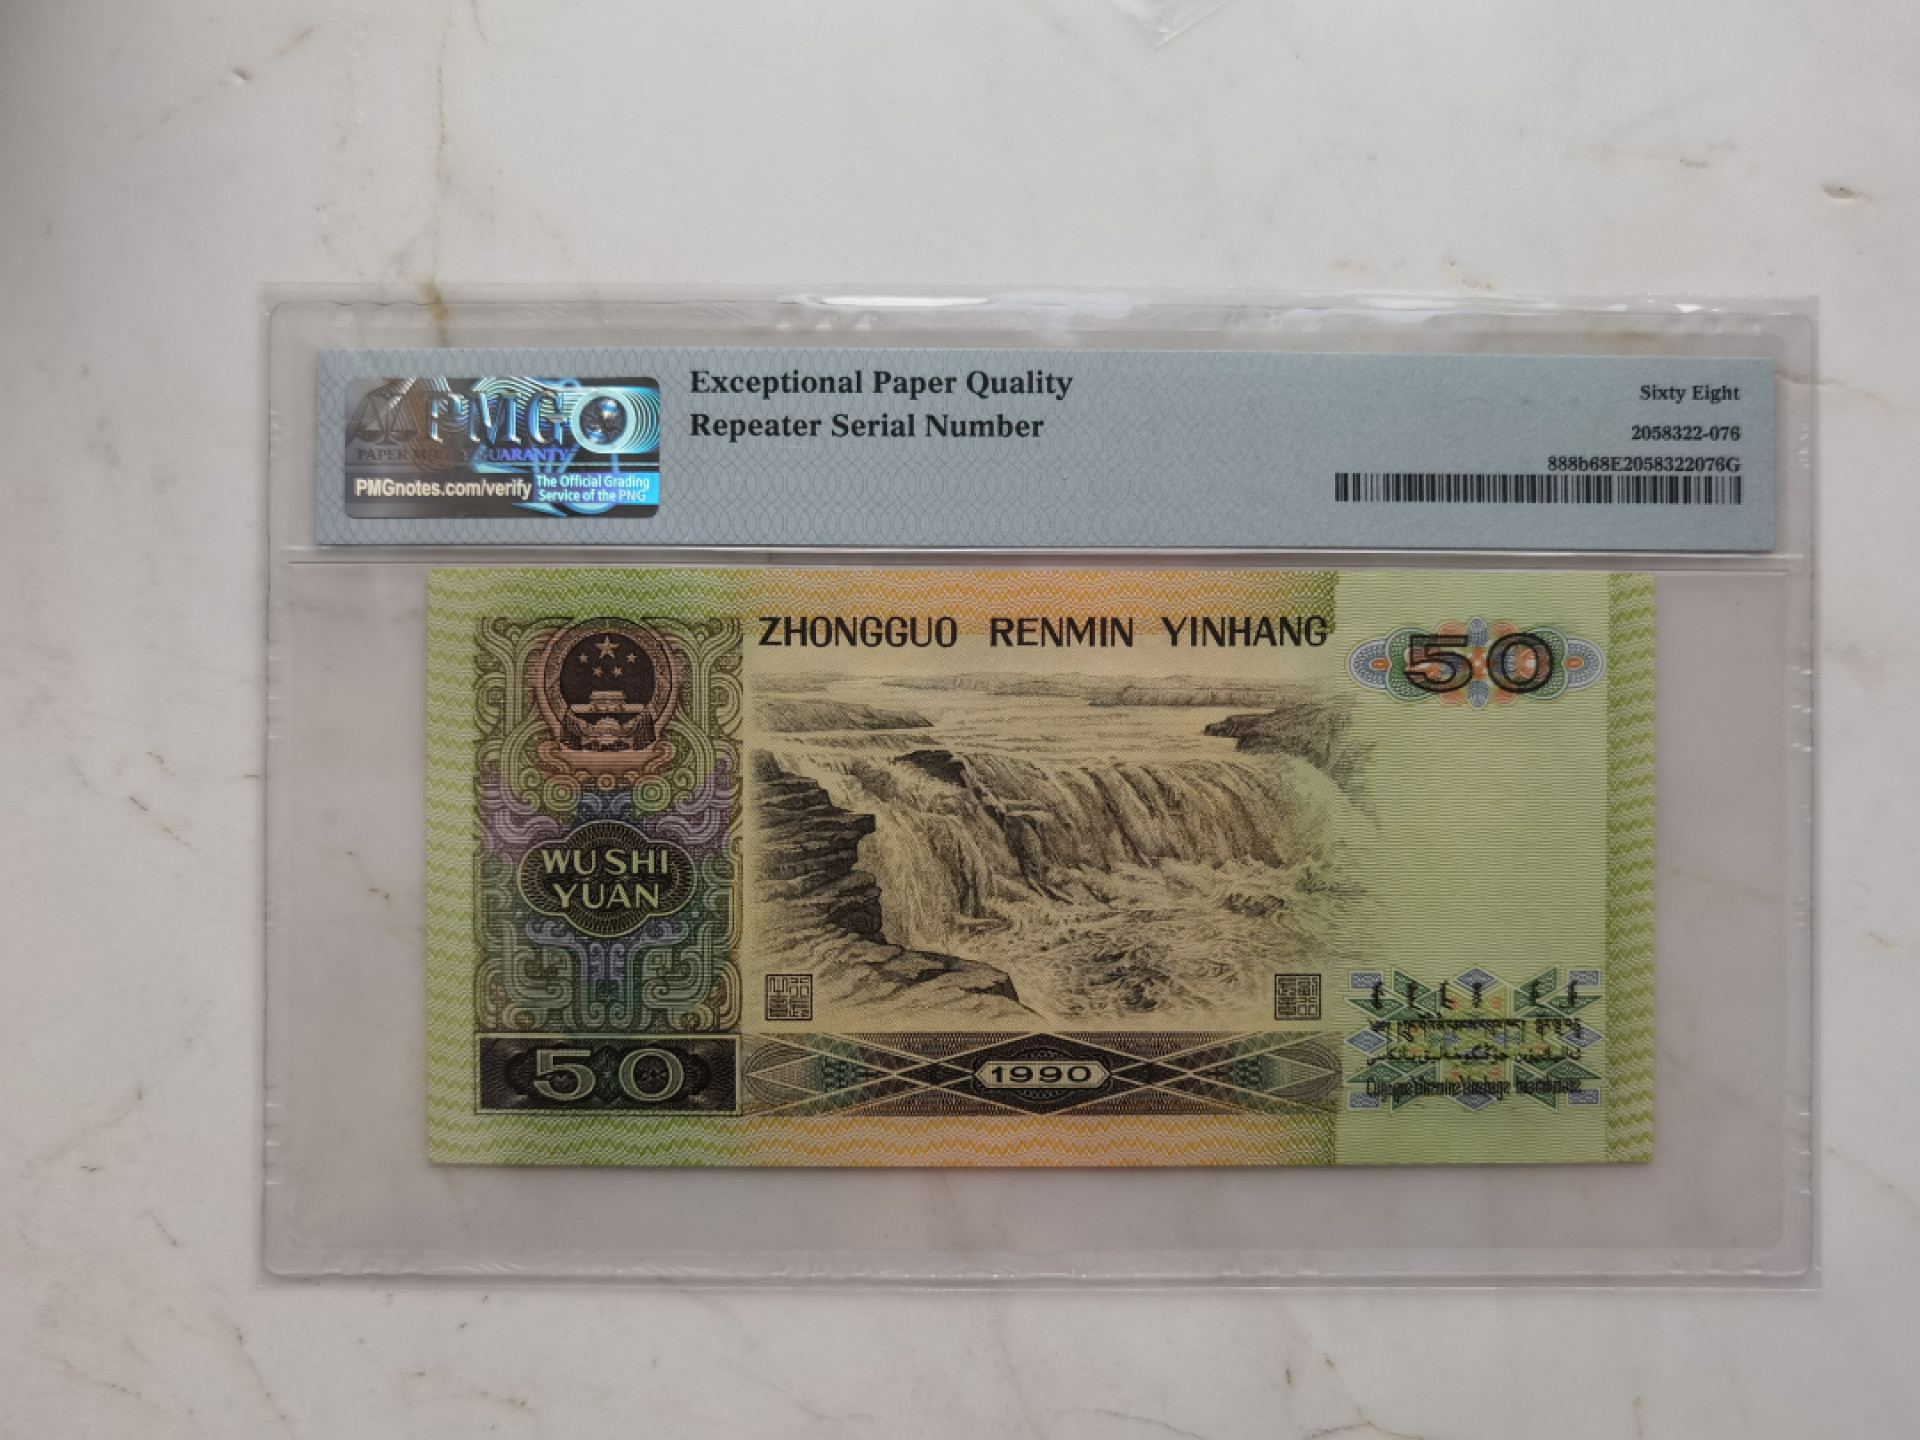 PMG
PAPER MONEY GUARANTY
PMGnotes.com/verify
The Official Grading
Service of the PNG
Exceptional Paper Quality
Repeater Serial Number
Sixty Eight
2058322-076
888b68E2058322076G
ZHONGGUO RENMIN YINHANG
50
WU SHI
YUAN
50
1990